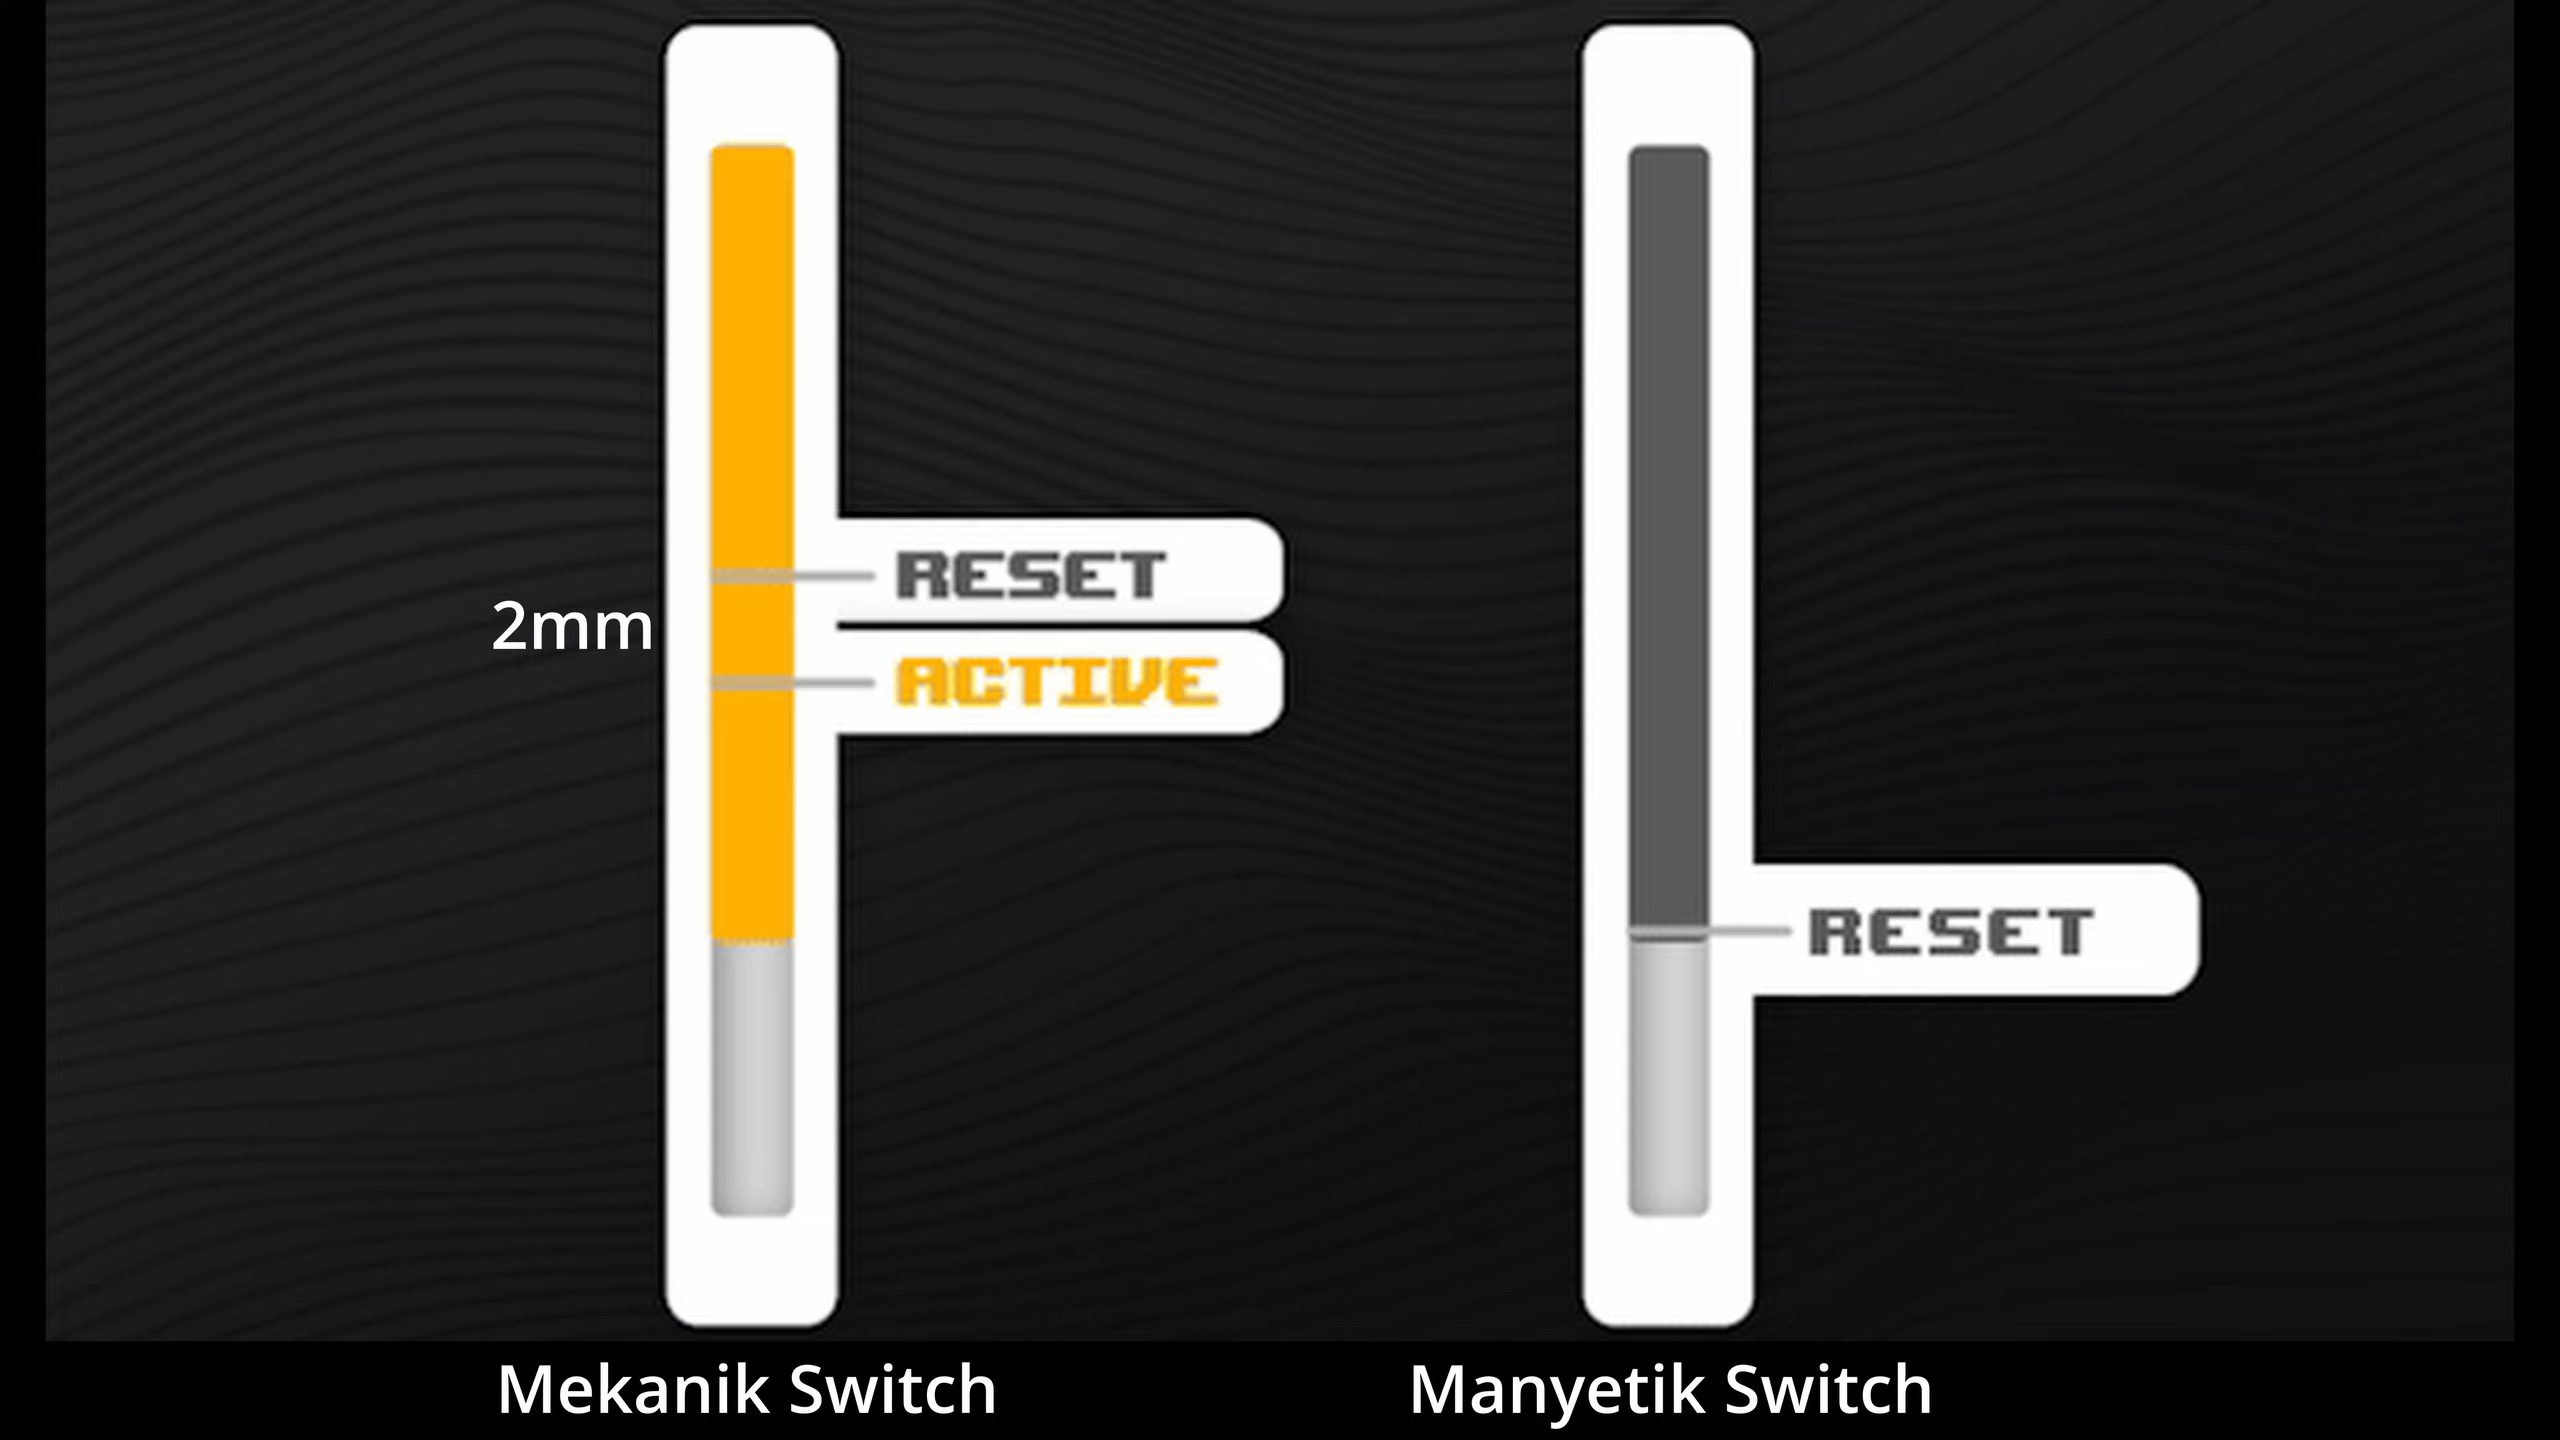 RESET
2mm
ACTIVE
RESET
Mekanik Switch
Manyetik Switch